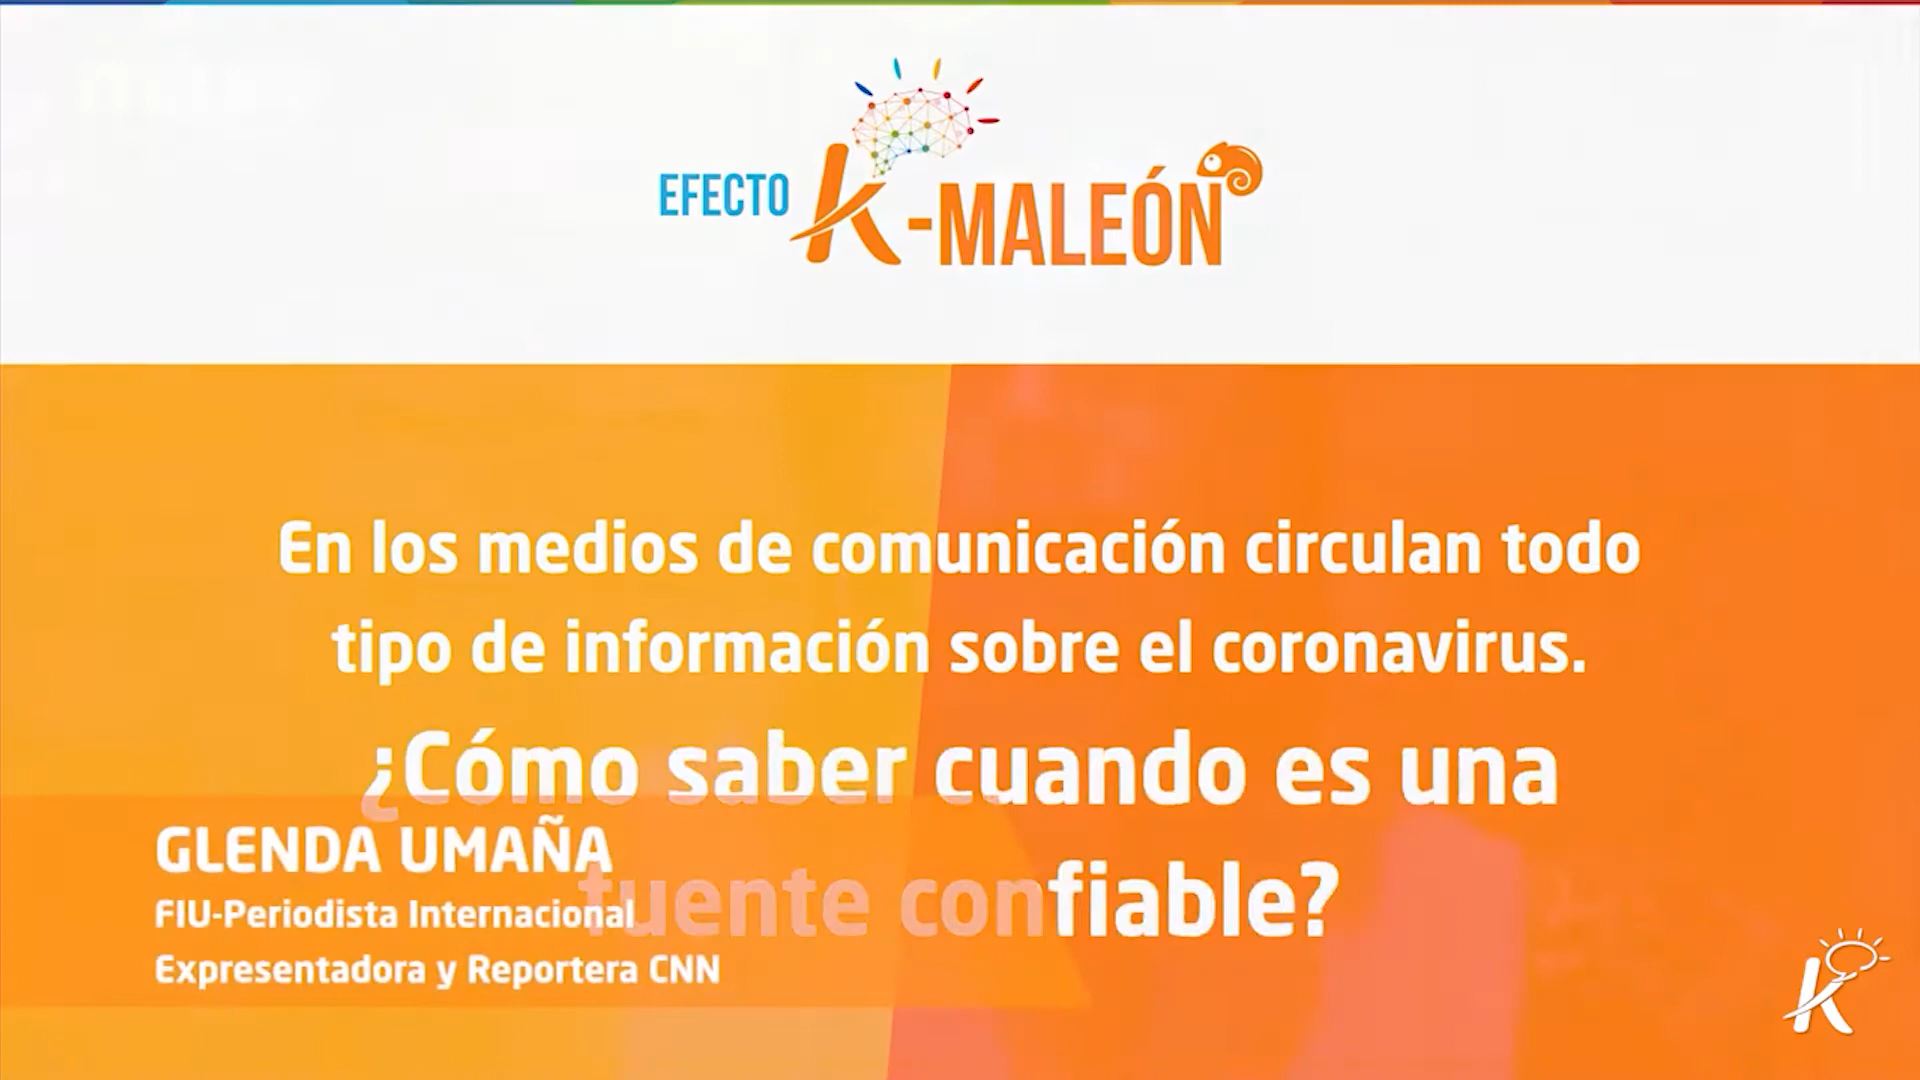 EFECTO K-MALEÓN
En los medios de comunicación circulan todo
tipo de información sobre el coronavirus.
¿Cómo saber cuando es una
fuente confiable?
GLENDA UMAÑA
FIU-Periodista Internacional
Expresentadora y Reportera CNN
K